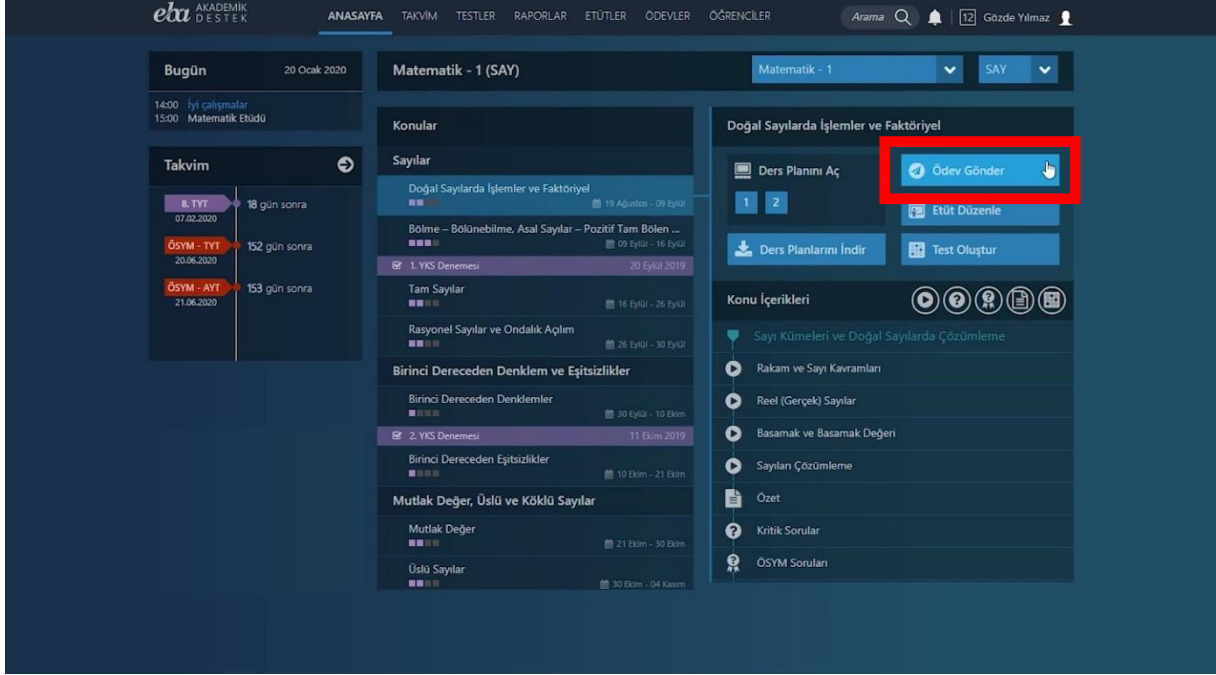 eba AKADEMİK DESTEK
ANASAYFA TAKVİM TESTLER RAPORLAR ETÜTLER ÖDEVLER ÖĞRENCİLER
Arama
12 Gözde Yılmaz
Bugün 20 Ocak 2020
14:00 İyi çalışmalar
15:00 Matematik Etüdü
Takvim
8. TYT 18 gün sonra
07.02.2020
ÖSYM - TYT 152 gün sonra
20.06.2020
ÖSYM - AYT 153 gün sonra
21.06.2020
Matematik - 1 (SAY)
Matematik - 1
SAY
Konular
Sayılar
Doğal Sayılarda İşlemler ve Faktöriyel
19 Ağustos - 09 Eylül
Bölme – Bölünebilme, Asal Sayılar – Pozitif Tam Bölen ...
09 Eylül - 16 Eylül
1. YKS Denemesi 20 Eylül 2019
Tam Sayılar
16 Eylül - 26 Eylül
Rasyonel Sayılar ve Ondalık Açılım
26 Eylül - 30 Eylül
Birinci Dereceden Denklem ve Eşitsizlikler
Birinci Dereceden Denklemler
30 Eylül - 10 Ekim
2. YKS Denemesi 11 Ekim 2019
Birinci Dereceden Eşitsizlikler
10 Ekim - 21 Ekim
Mutlak Değer, Üslü ve Köklü Sayılar
Mutlak Değer
21 Ekim - 30 Ekim
Üslü Sayılar
30 Ekim - 04 Kasım
Doğal Sayılarda İşlemler ve Faktöriyel
Ders Planını Aç
1 2
Ders Planlarını İndir
Ödev Gönder
Etüt Düzenle
Test Oluştur
Konu İçerikleri
Sayı Kümeleri ve Doğal Sayılarda Çözümleme
Rakam ve Sayı Kavramları
Reel (Gerçek) Sayılar
Basamak ve Basamak Değeri
Sayıları Çözümleme
Özet
Kritik Sorular
ÖSYM Soruları